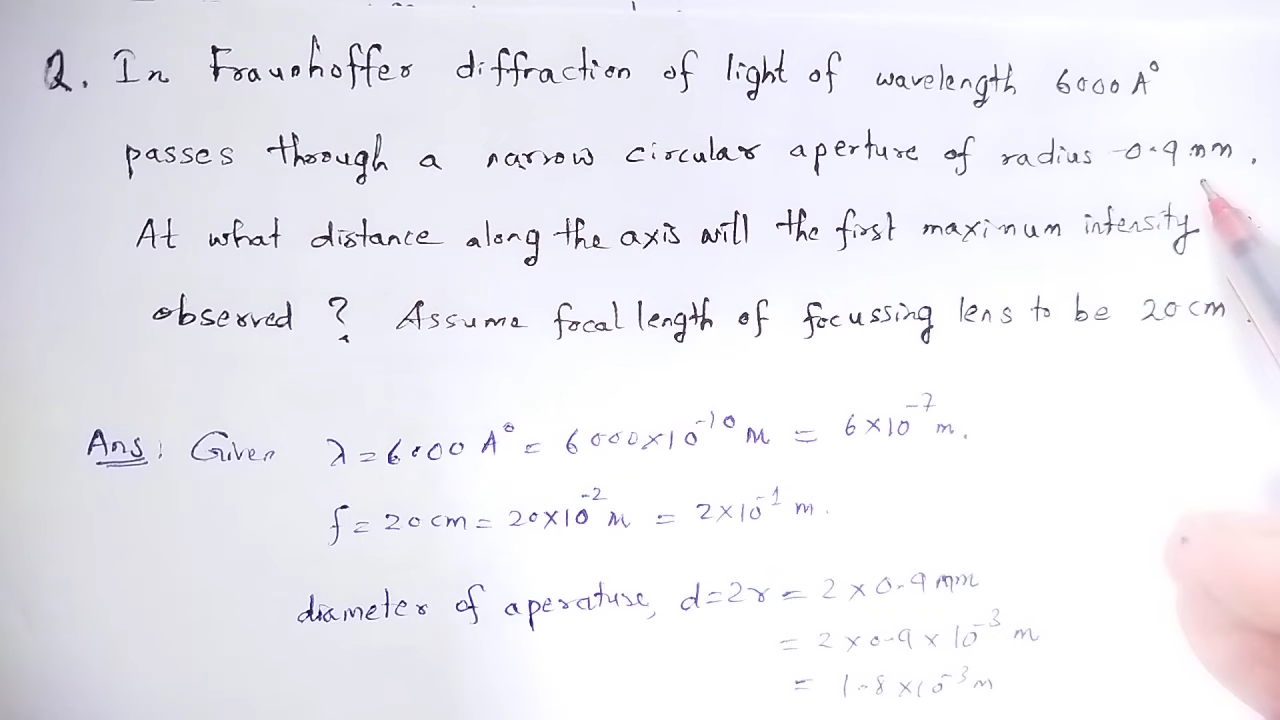 Q. In Fraunhoffer diffraction of light of wavelength 6000 A°
passes through a narrow circular aperture of radius 0.9 mm.
At what distance along the axis will the first maximum intensity
observed ? Assume focal length of focussing lens to be 20 cm.
Ans: Given λ = 6000 A° = 6000×10⁻¹⁰ m = 6×10⁻⁷ m.
f = 20 cm = 20×10⁻² m = 2×10⁻¹ m.
diameter of aperature, d = 2r = 2 × 0.9 mm
= 2 × 0.9 × 10⁻³ m
= 1.8 × 10⁻³ m